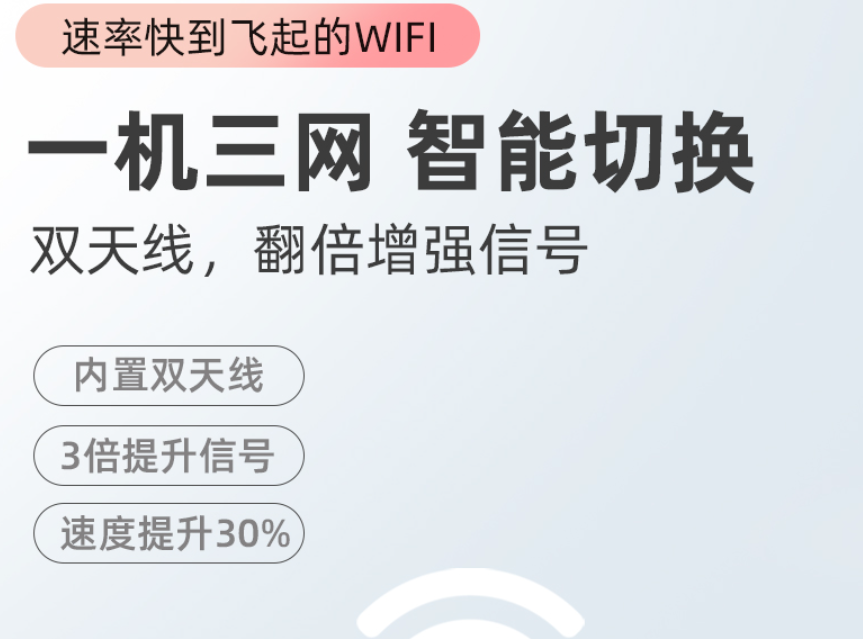 速率快到飞起的WIFI
一机三网 智能切换
双天线，翻倍增强信号
内置双天线
3倍提升信号
速度提升30%